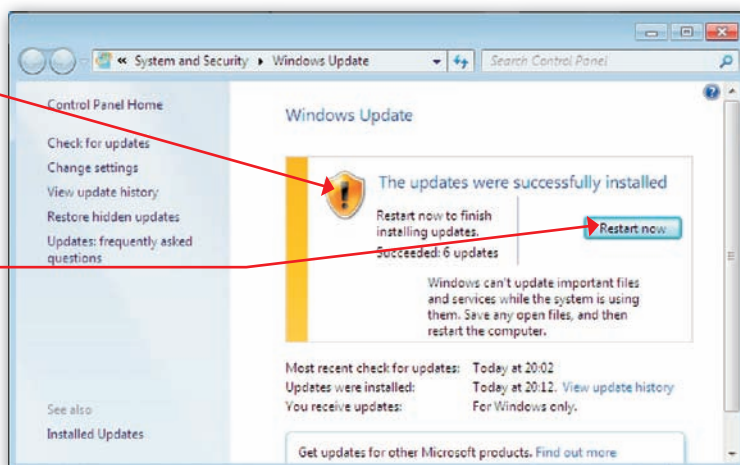 « System and Security ▸ Windows Update
Search Control Panel
Control Panel Home
Check for updates
Change settings
View update history
Restore hidden updates
Updates: frequently asked
questions
See also
Installed Updates
Windows Update
The updates were successfully installed
Restart now to finish
installing updates.
Succeeded: 6 updates
Restart now
Windows can't update important files
and services while the system is using
them. Save any open files, and then
restart the computer.
Most recent check for updates: Today at 20:02
Updates were installed: Today at 20:12. View update history
You receive updates: For Windows only.
Get updates for other Microsoft products. Find out more